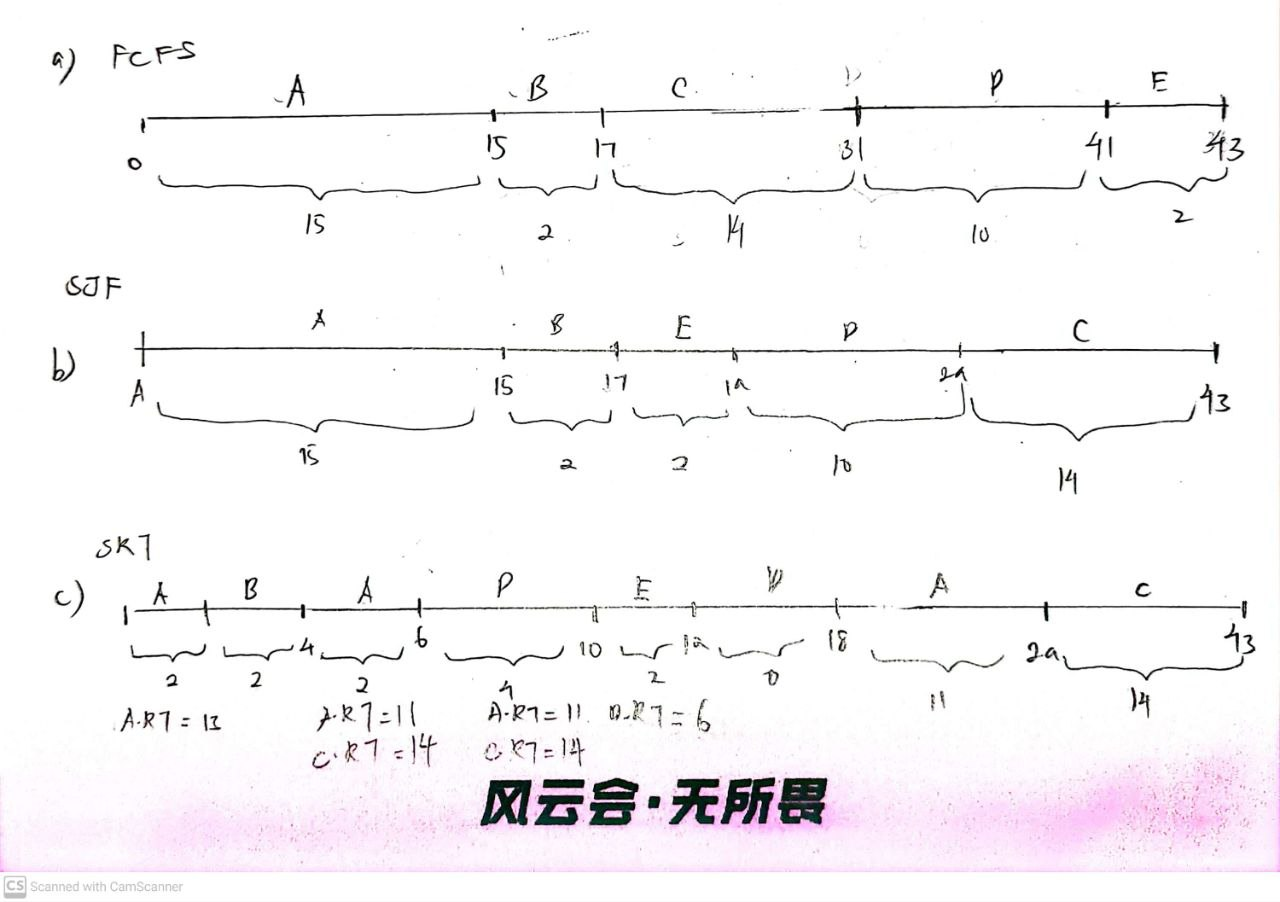 a) FCFS
A B C D E
0 15 17 31 41 43
15 2 14 10 2
SJF
b)
A B E D C
A 15 17 19 29 43
15 2 2 10 14
SRT
c)
A B A D E D A C
4 6 10 12 18 29 43
2 2 2 4 2 11 14
A·RT = 13 A·RT = 11 A·RT = 11 D·RT = 6
C·RT = 14 C·RT = 14
风云会·无所畏
CS Scanned with CamScanner